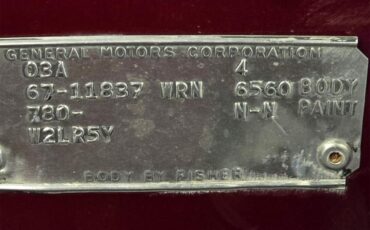 GENERAL MOTORS CORPORATION
03A 4
67-11837 WRN 6560 BODY
780- N-N PAINT
W2LR5Y
BODY BY FISHER